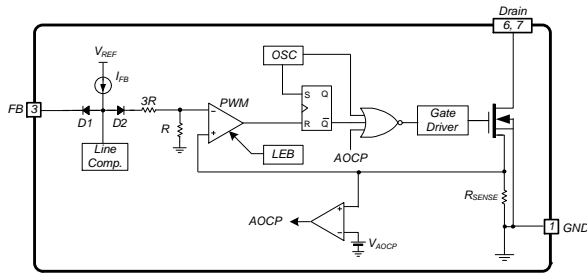 Drain
6, 7
V_REF
I_FB
OSC
3R
PWM
S Q
R Q̅
FB 3
D1 D2
R
Gate
Driver
Line
Comp.
LEB
AOCP
R_SENSE
AOCP
V_AOCP
1 GND